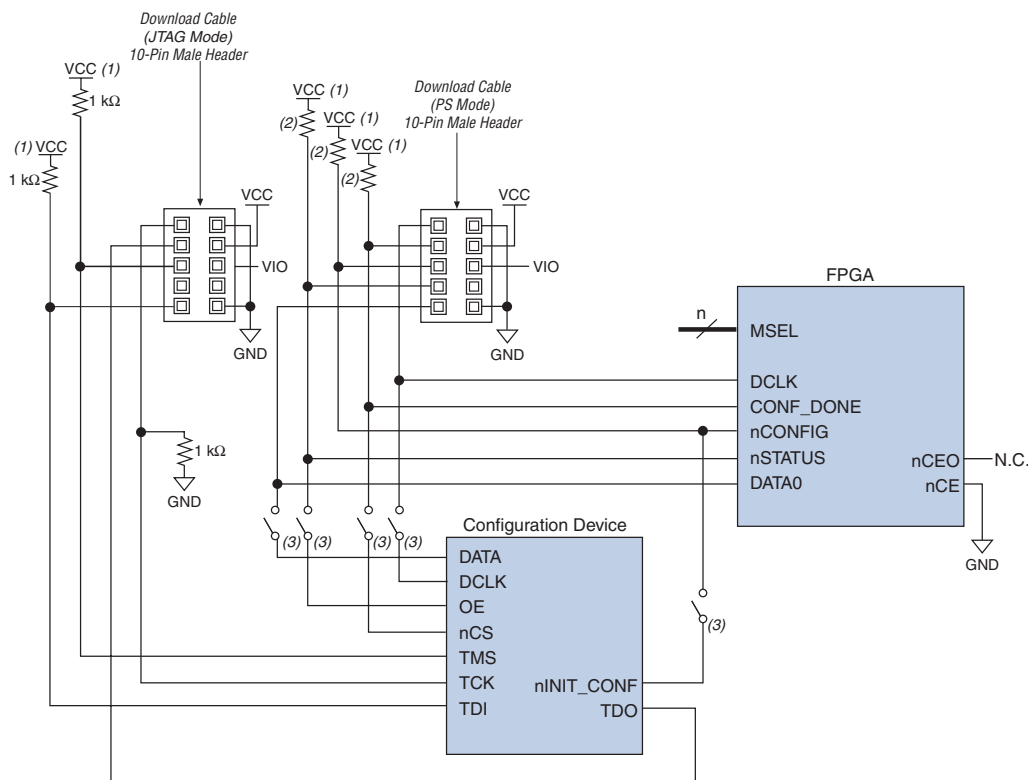 Download Cable
(JTAG Mode)
10-Pin Male Header
VCC (1)
1 kΩ
(1) VCC
1 kΩ
VCC
VIO
GND
1 kΩ
GND
Download Cable
(PS Mode)
10-Pin Male Header
VCC (1)
(2)
VCC (1)
(2)
VCC (1)
(2)
VCC
VIO
GND
FPGA
n
MSEL
DCLK
CONF_DONE
nCONFIG
nSTATUS
DATA0
nCEO
N.C.
nCE
GND
(3)
(3)
(3)
(3)
(3)
Configuration Device
DATA
DCLK
OE
nCS
TMS
TCK
TDI
nINIT_CONF
TDO